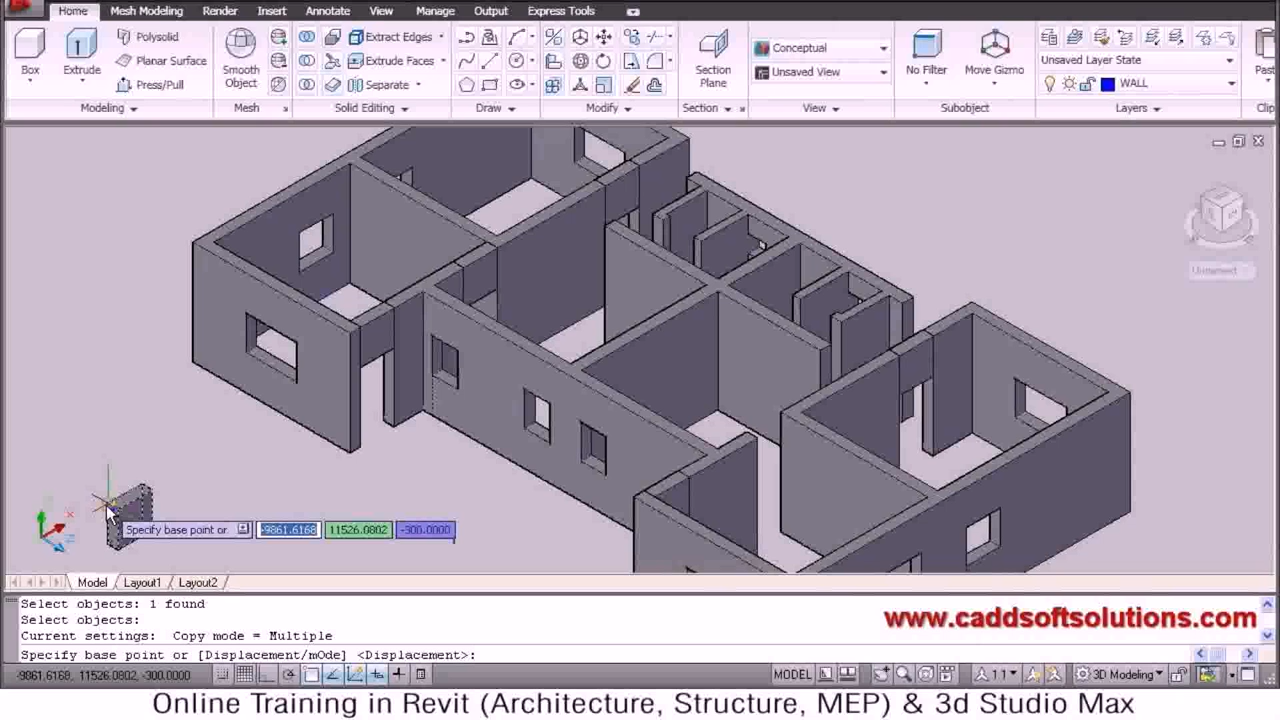 Home Mesh Modeling Render Insert Annotate View Manage Output Express Tools
Polysolid
Extract Edges
Conceptual
Unsaved Layer State
Planar Surface
Extrude Faces
Unsaved View
Box Extrude Smooth Object Section Plane No Filter Move Gizmo Past
Press/Pull
Separate
WALL
Modeling Mesh Solid Editing Draw Modify Section View Subobject Layers Clip
Unnamed
Specify base point or -9861.6168 11526.0802 -300.0000
Model Layout1 Layout2
Select objects: 1 found
Select objects:
Current settings: Copy mode = Multiple
Specify base point or [Displacement/mOde] <Displacement>:
www.caddsoftsolutions.com
-9861.6168, 11526.0802, -300.0000 MODEL 1:1 3D Modeling
Online Training in Revit (Architecture, Structure, MEP) & 3d Studio Max